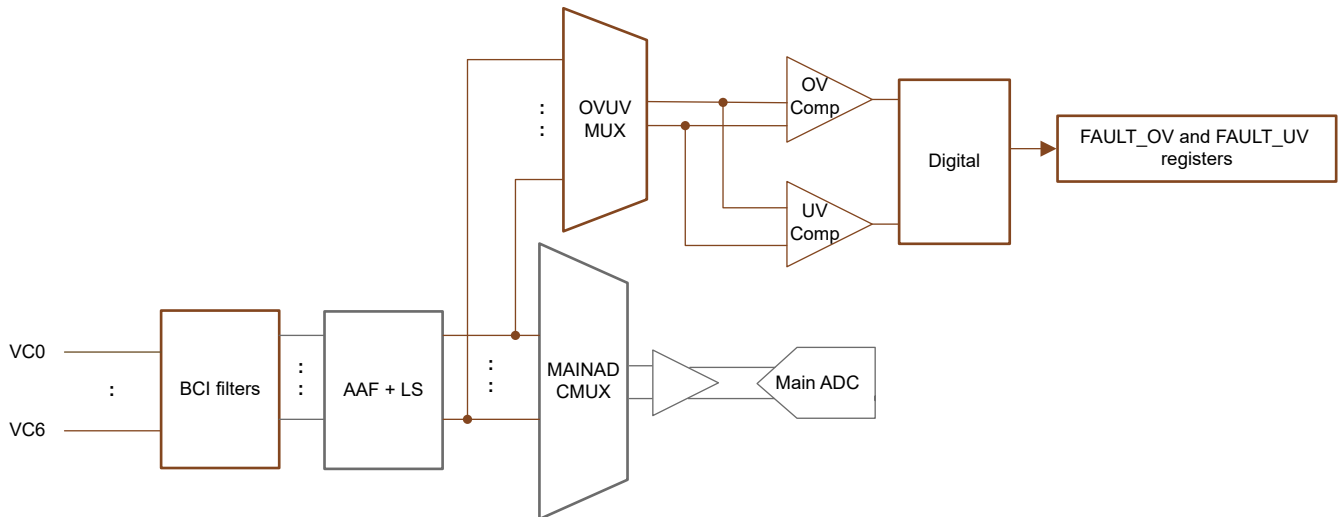 OVUV
MUX
OV
Comp
UV
Comp
Digital
FAULT_OV and FAULT_UV
registers
VC0
:
VC6
BCI filters
:
:
AAF + LS
:
:
:
:
MAINAD
CMUX
Main ADC